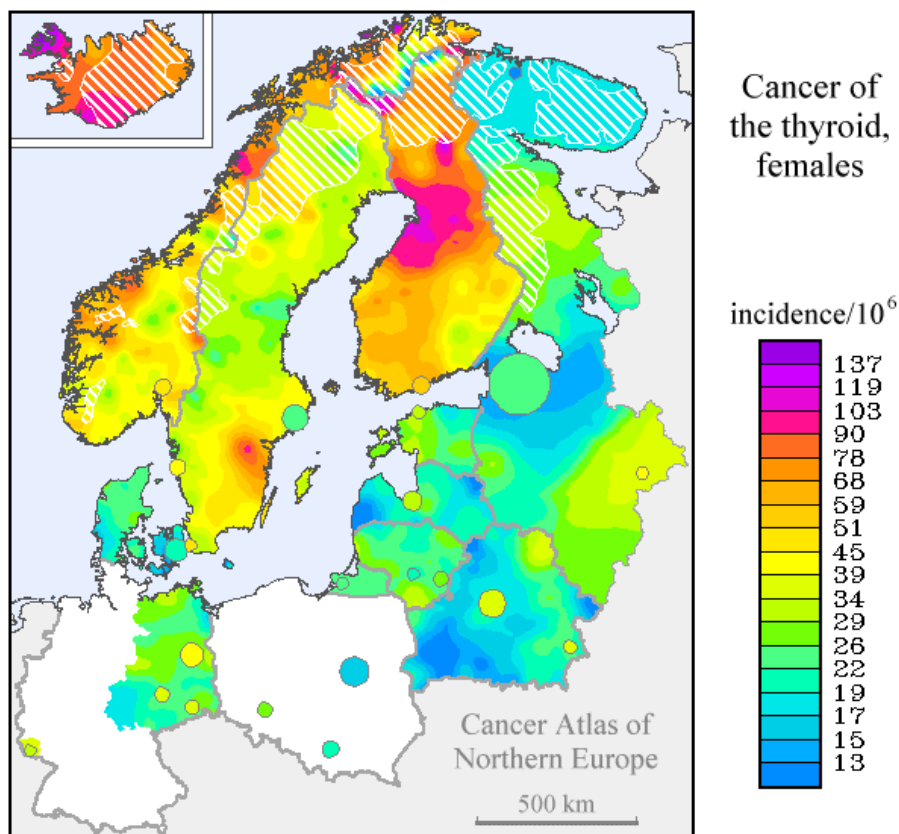 Cancer of
the thyroid,
females
incidence/10⁶
137
119
103
90
78
68
59
51
45
39
34
29
26
22
19
17
15
13
Cancer Atlas of
Northern Europe
500 km